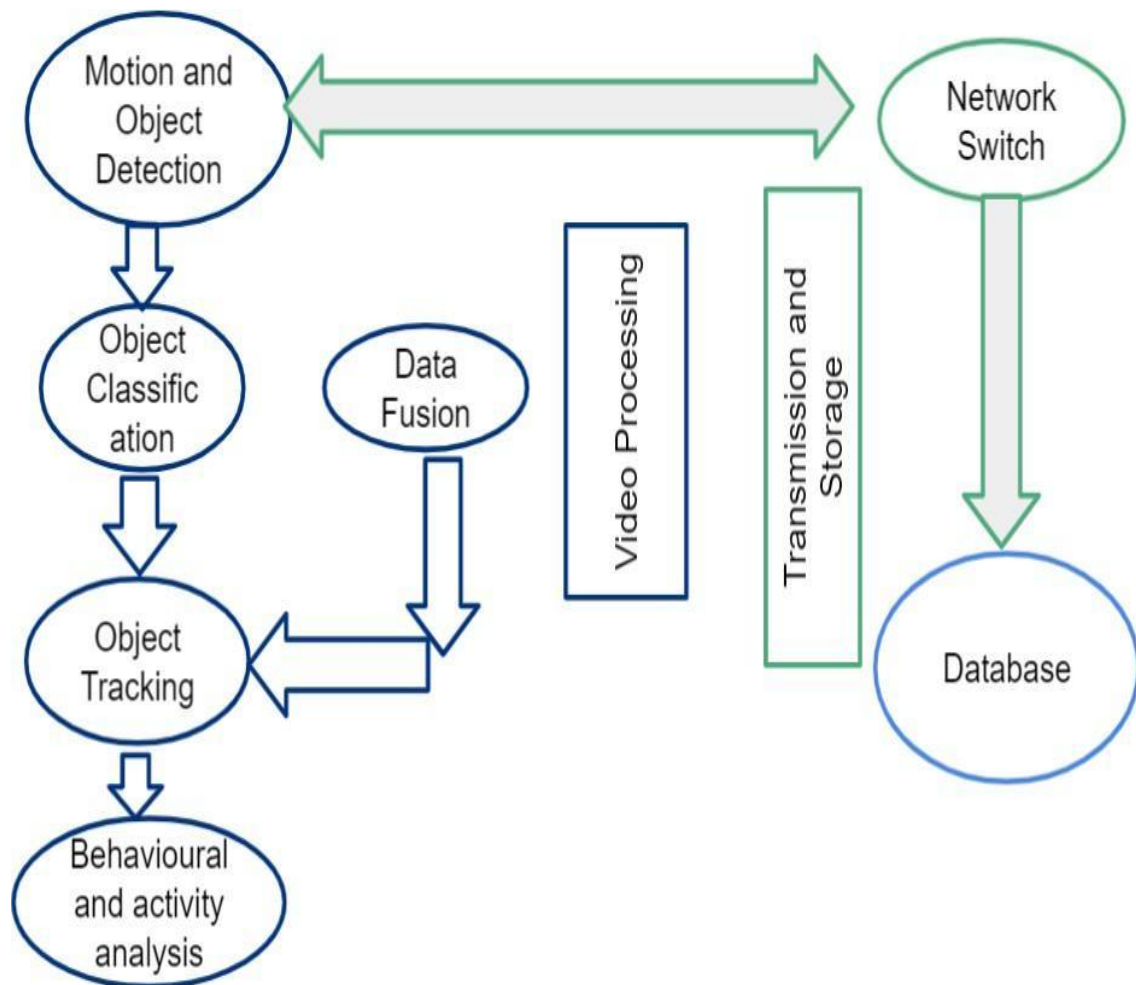 Motion and
Object
Detection
Network
Switch
Object
Classific
ation
Data
Fusion
Video Processing
Transmission and
Storage
Object
Tracking
Database
Behavioural
and activity
analysis